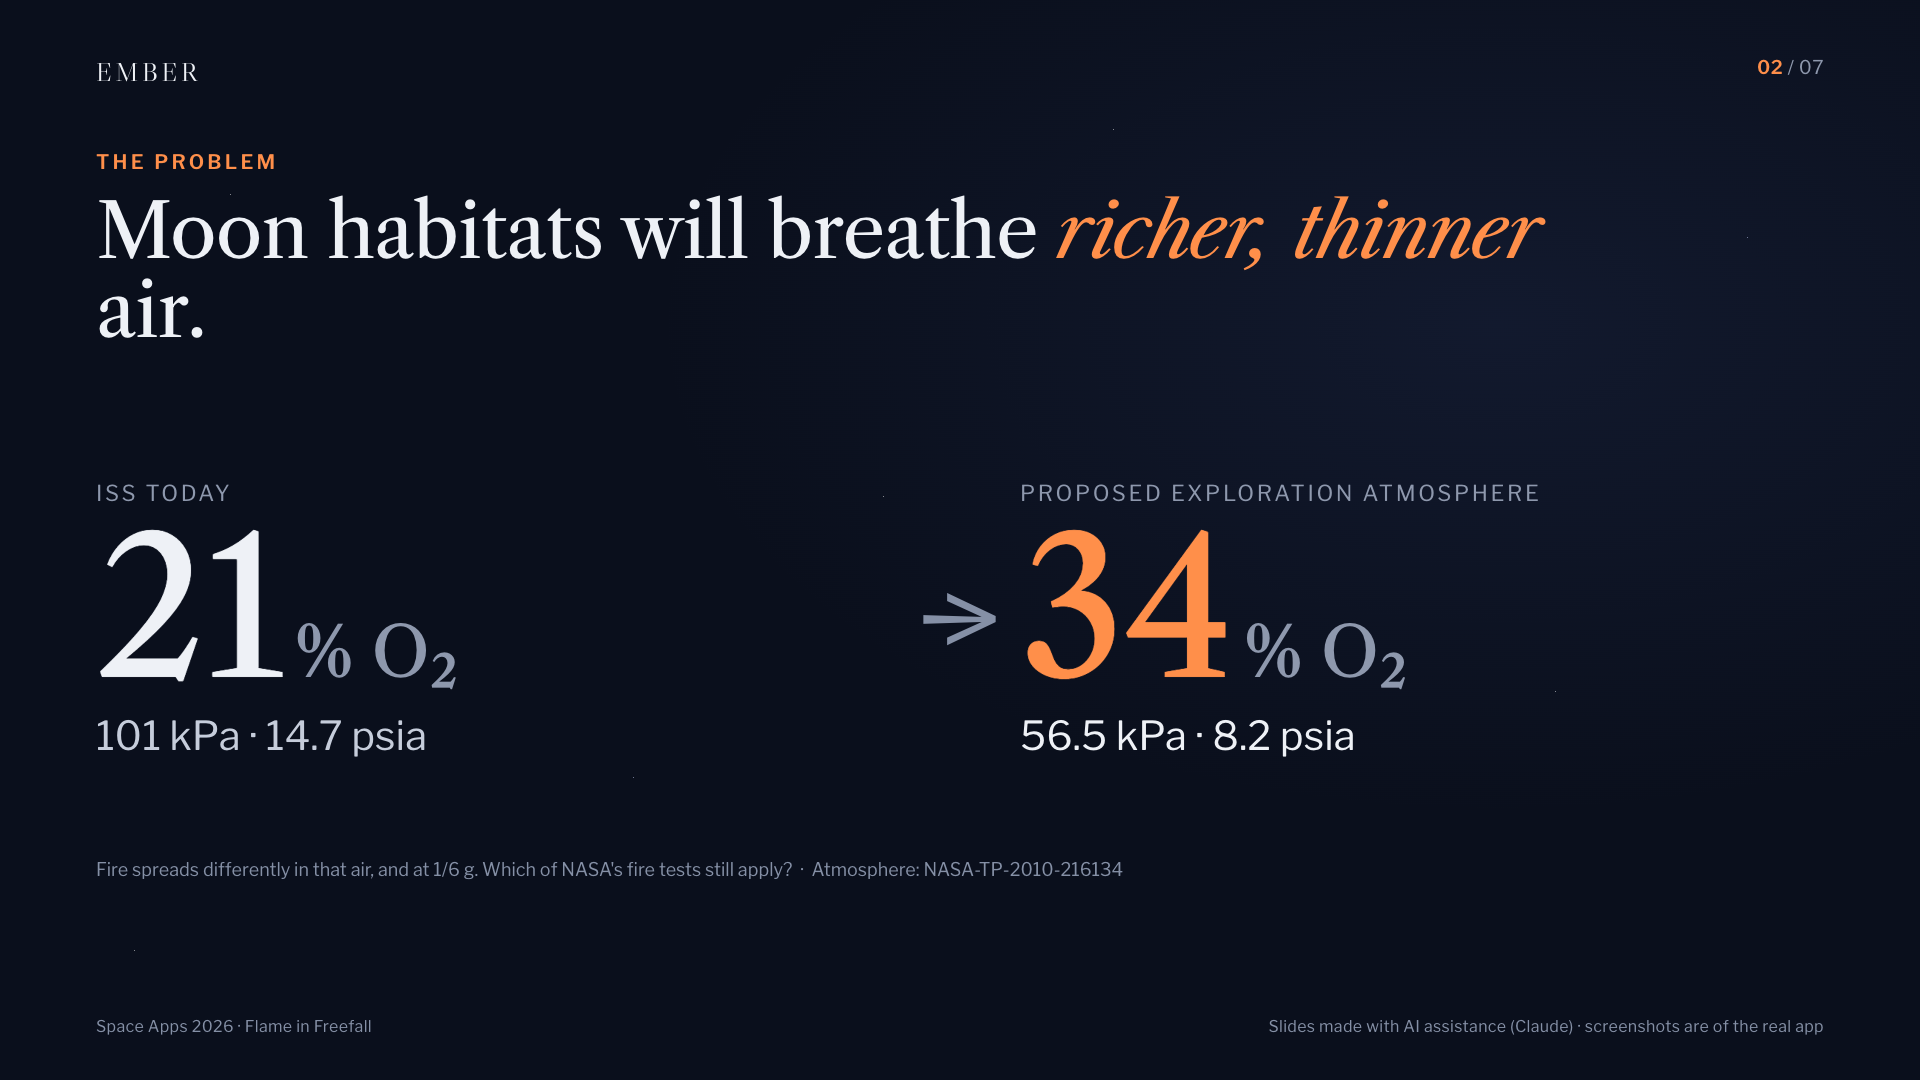 EMBER
02 / 07
THE PROBLEM
Moon habitats will breathe richer, thinner
air.
ISS TODAY
21% O₂
101 kPa · 14.7 psia
→
PROPOSED EXPLORATION ATMOSPHERE
34% O₂
56.5 kPa · 8.2 psia
Fire spreads differently in that air, and at 1/6 g. Which of NASA's fire tests still apply? · Atmosphere: NASA-TP-2010-216134
Space Apps 2026 · Flame in Freefall
Slides made with AI assistance (Claude) · screenshots are of the real app